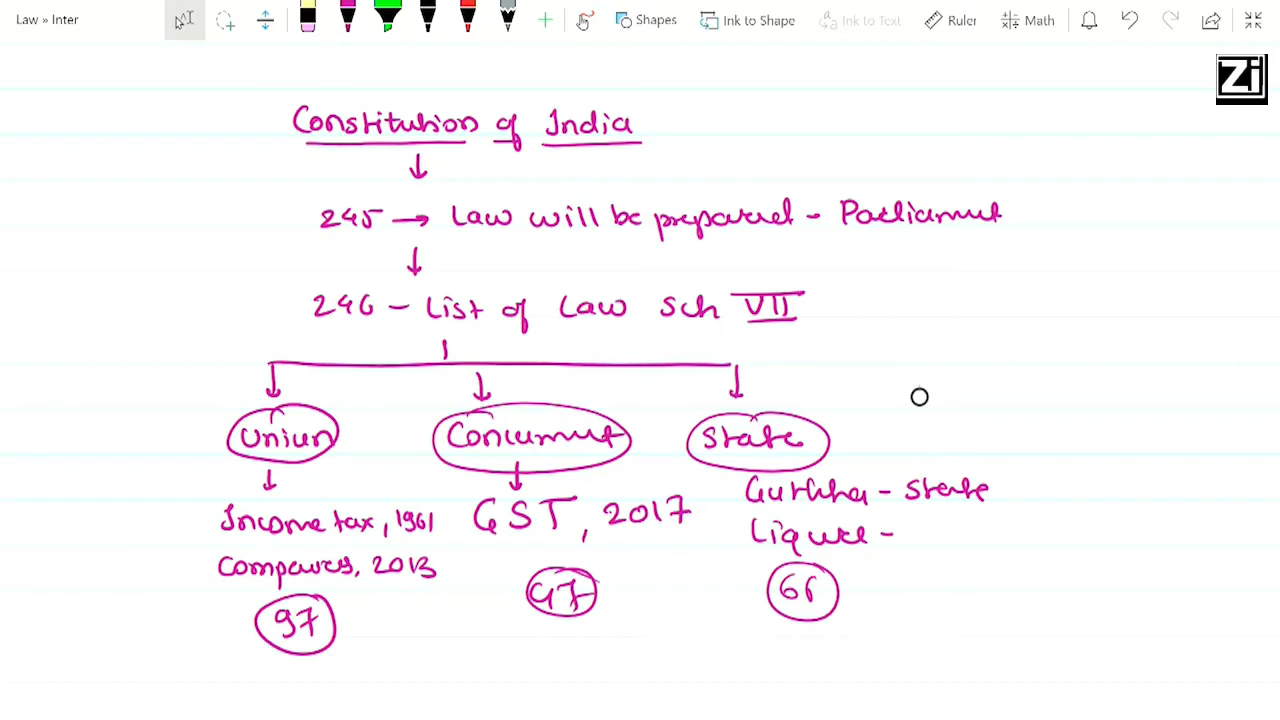 Law » Inter
Shapes
Ink to Shape
Ink to Text
Ruler
Math
Zi
Constitution of India
245 → Law will be prepared - Parliament
246 - List of Law Sch VII
Union
Concurrent
State
Income tax, 1961
Companies, 2013
97
GST, 2017
47
Gutkha - State
Liqure -
66